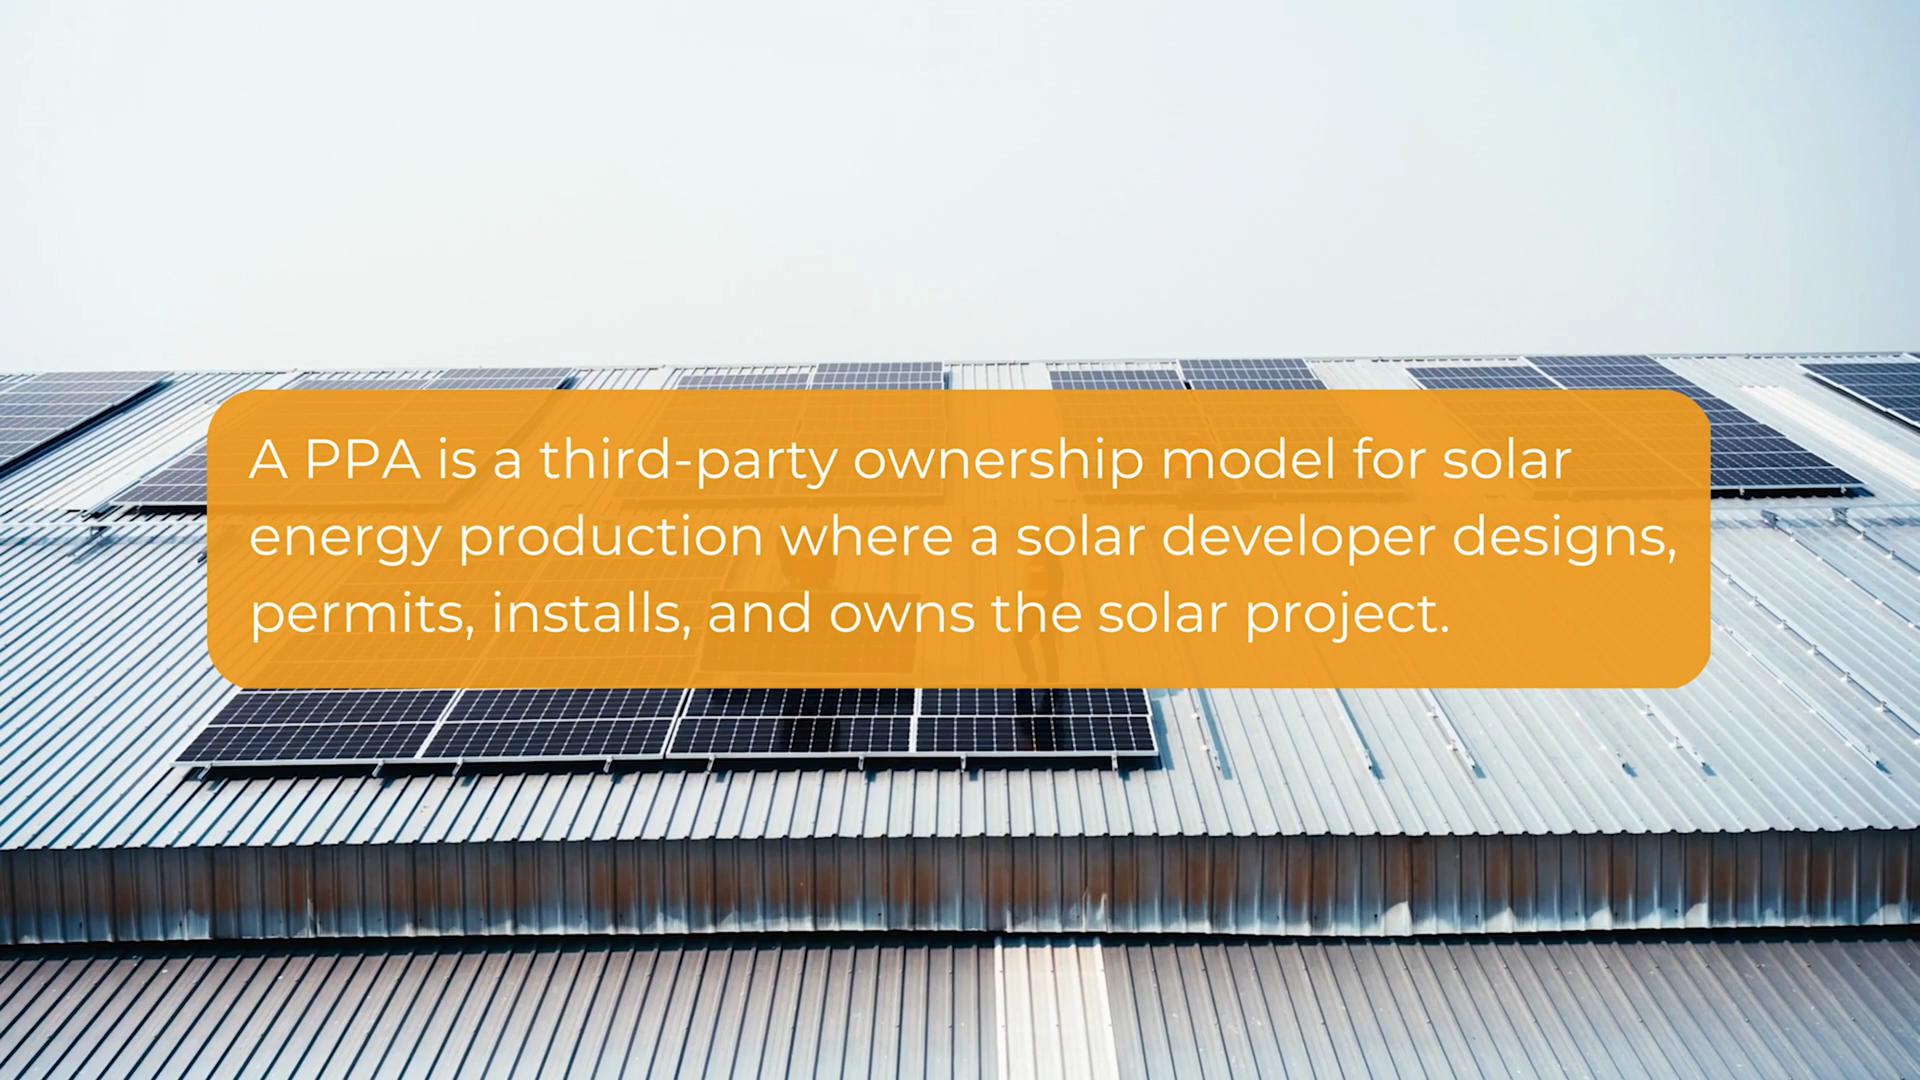 A PPA is a third-party ownership model for solar
energy production where a solar developer designs,
permits, installs, and owns the solar project.